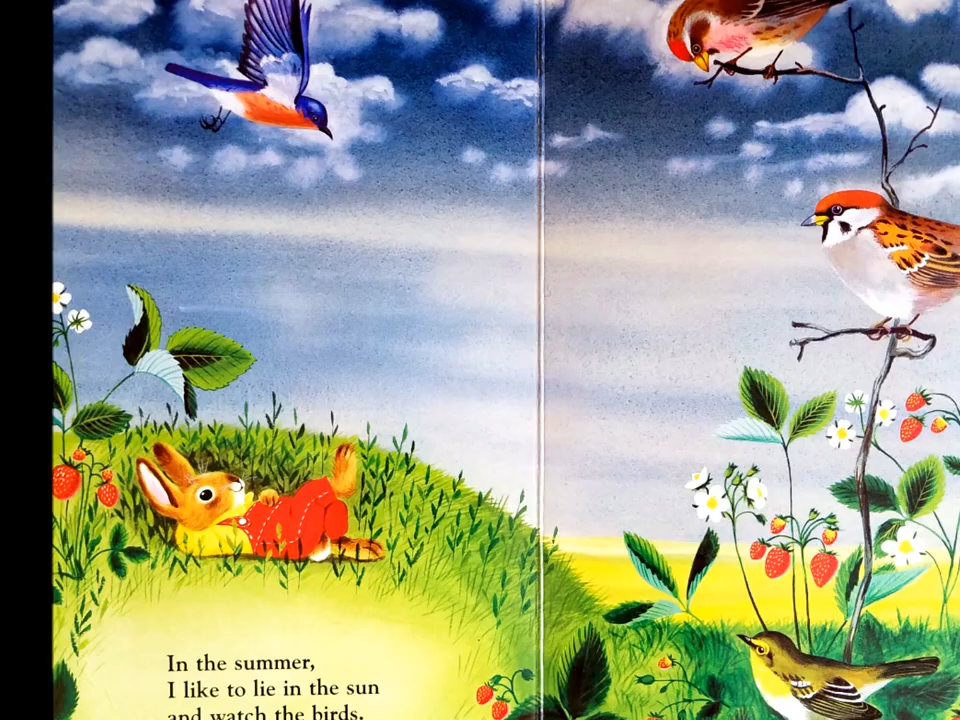 In the summer,
I like to lie in the sun
and watch the birds.